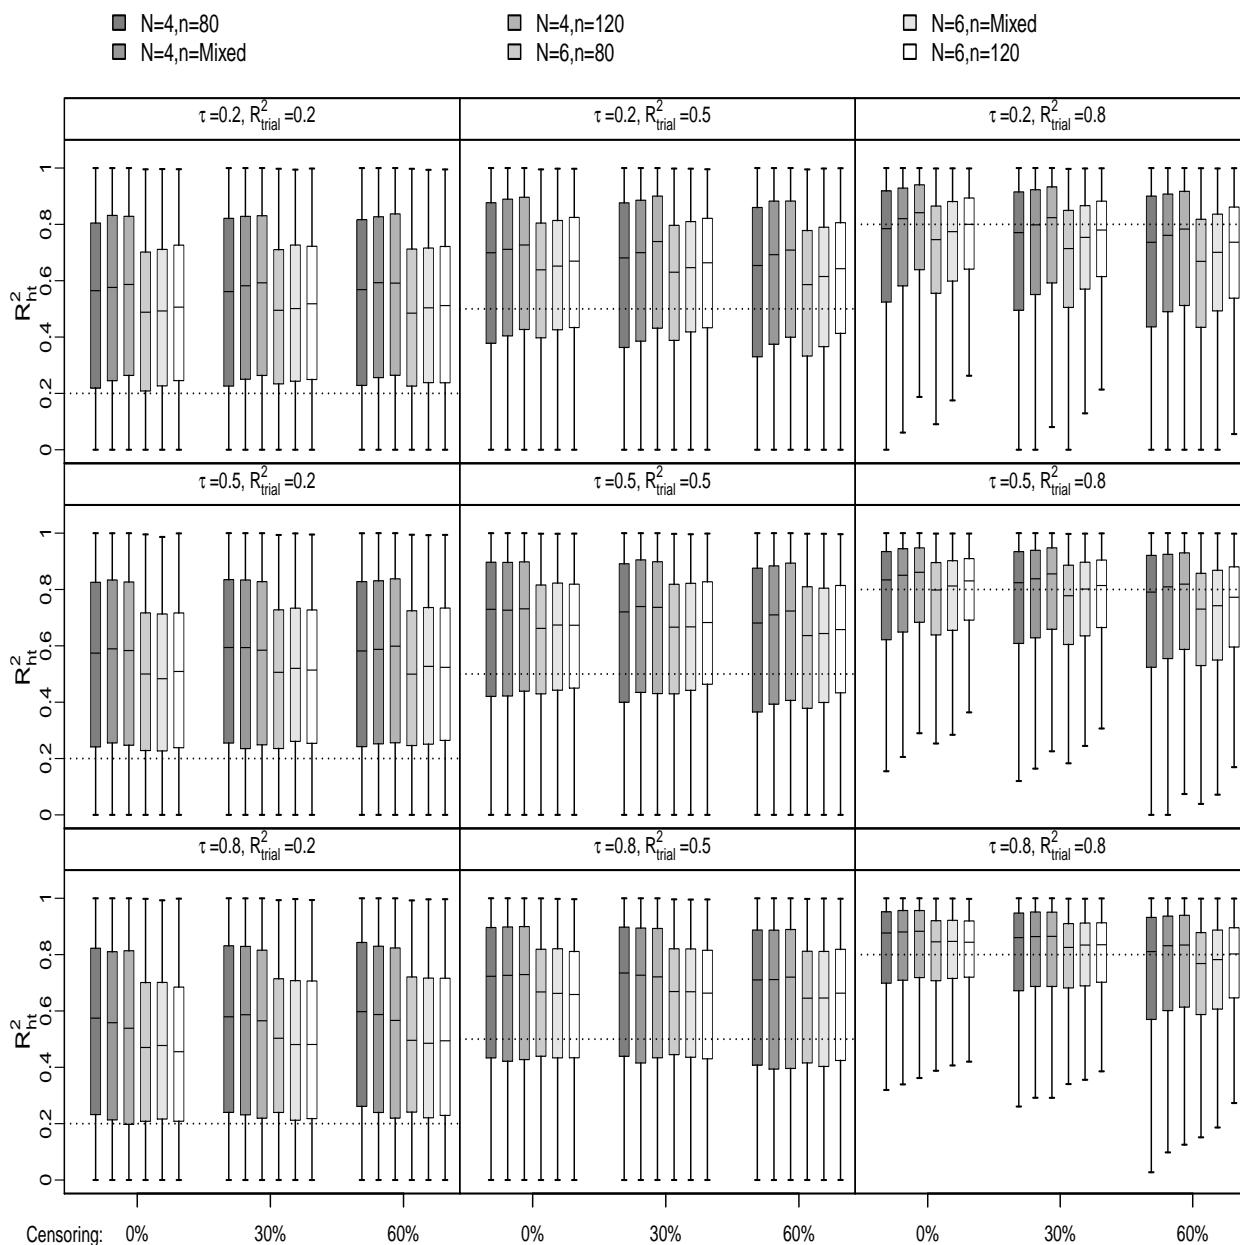 N=4,n=80 N=4,n=120 N=6,n=Mixed
N=4,n=Mixed N=6,n=80 N=6,n=120
τ =0.2, R²trial =0.2 τ =0.2, R²trial =0.5 τ =0.2, R²trial =0.8
1
0.8
0.6
0.4
0.2
0
R²ht
τ =0.5, R²trial =0.2 τ =0.5, R²trial =0.5 τ =0.5, R²trial =0.8
1
0.8
0.6
0.4
0.2
0
R²ht
τ =0.8, R²trial =0.2 τ =0.8, R²trial =0.5 τ =0.8, R²trial =0.8
1
0.8
0.6
0.4
0.2
0
R²ht
Censoring: 0% 30% 60% 0% 30% 60% 0% 30% 60%